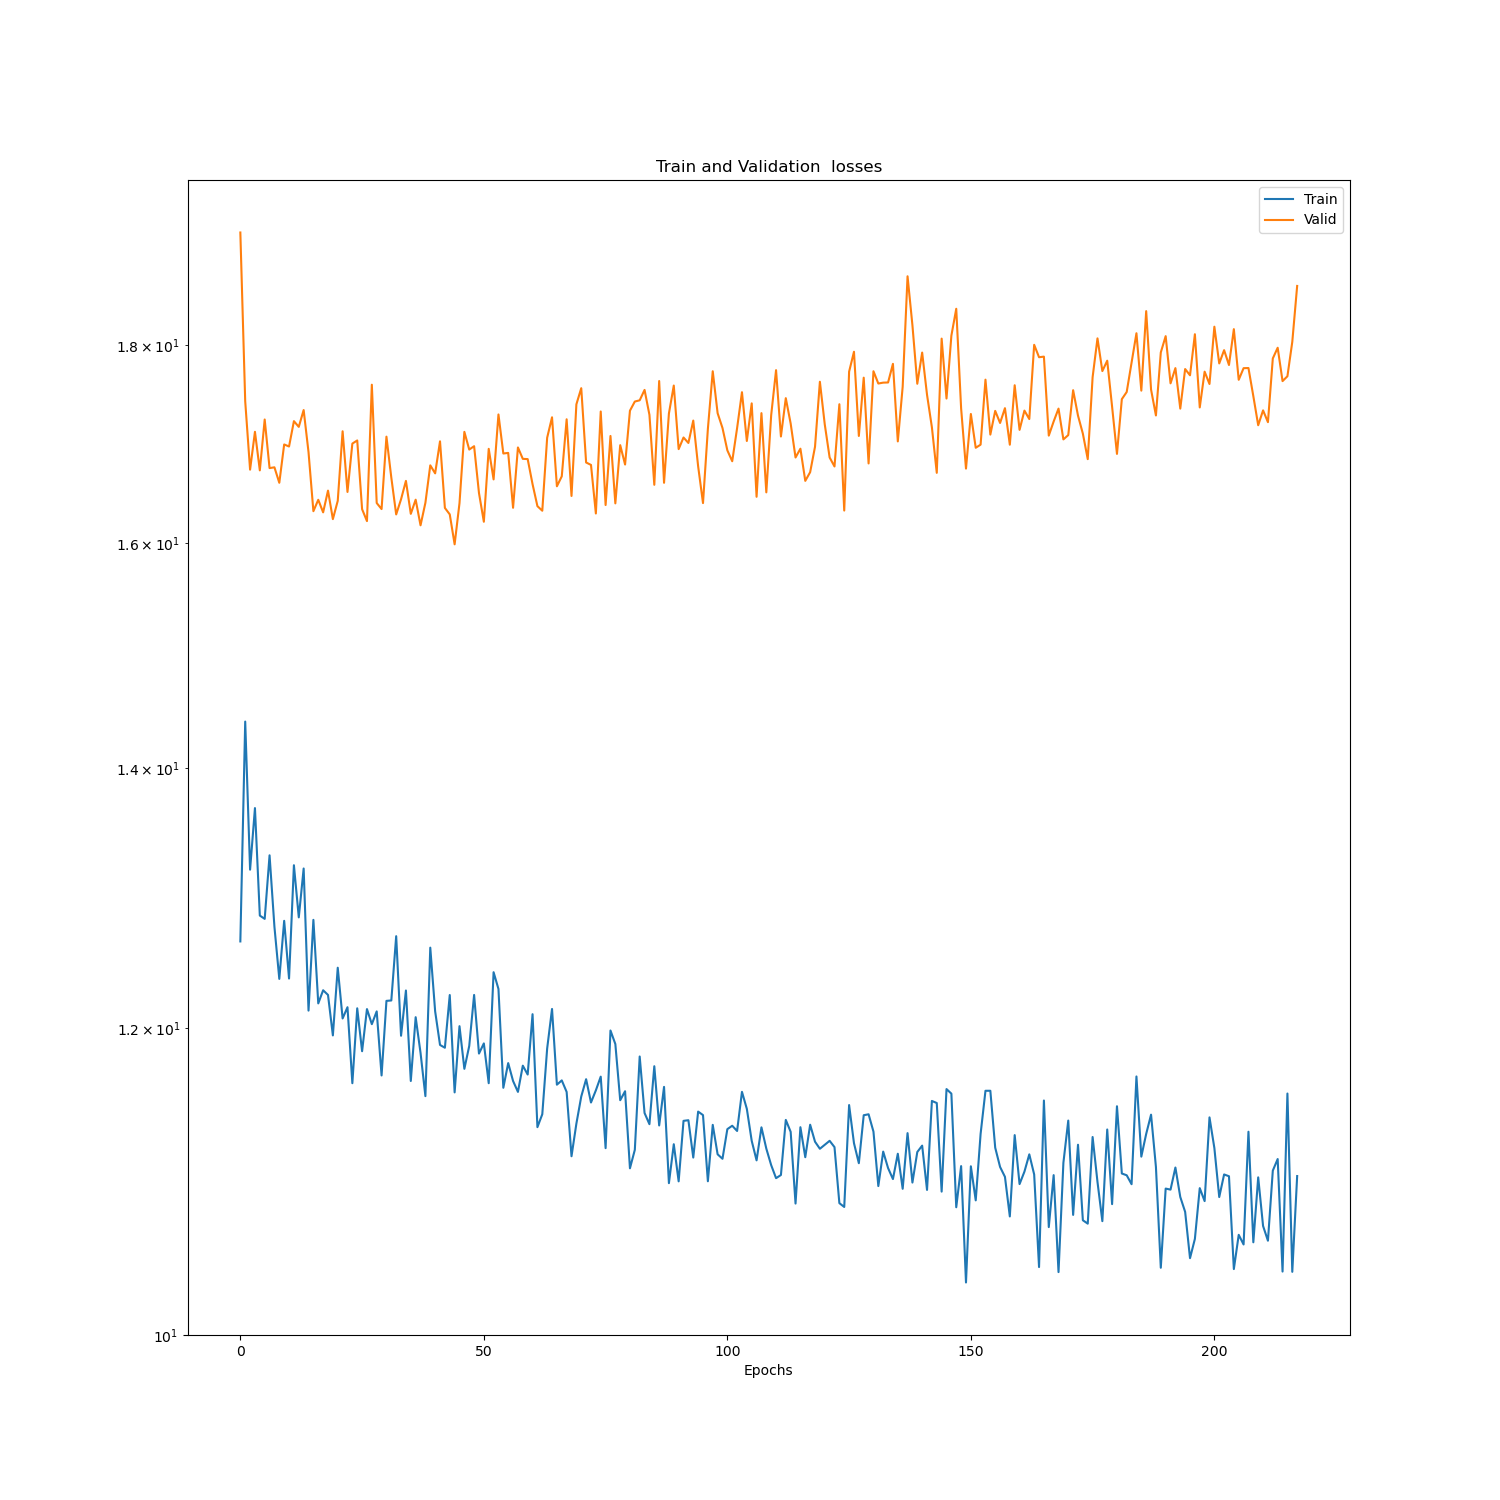 Train and Validation  losses
Train
Valid
1.8 × 10¹
1.6 × 10¹
1.4 × 10¹
1.2 × 10¹
10¹
0 50 100 150 200
Epochs